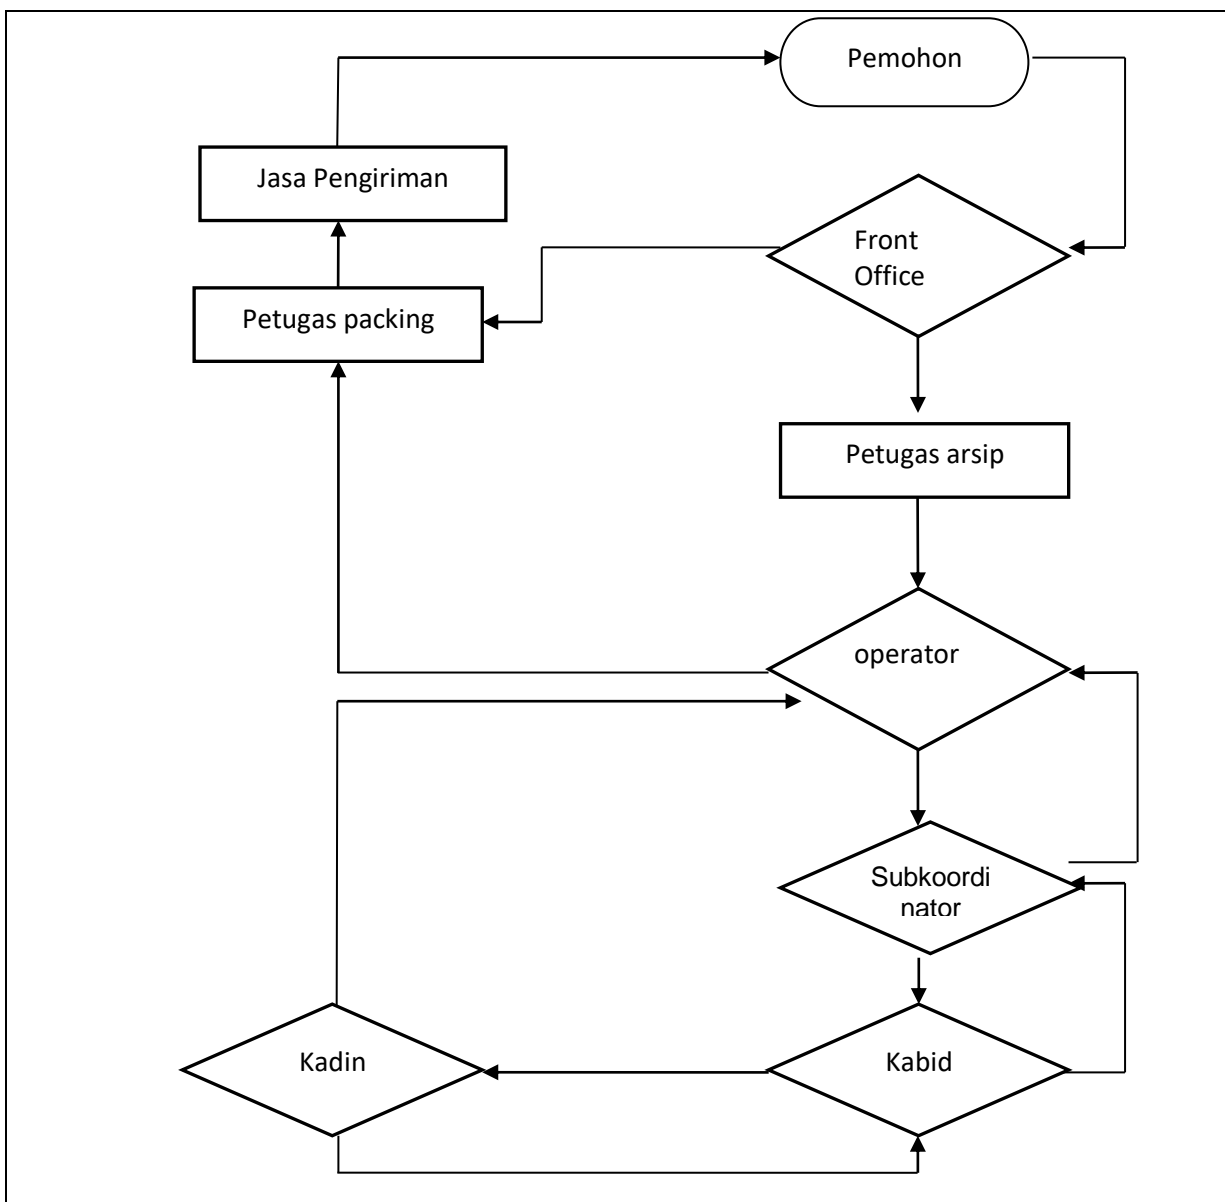 Pemohon
Jasa Pengiriman
Front
Office
Petugas packing
Petugas arsip
operator
Subkoordi
nator
Kadin
Kabid